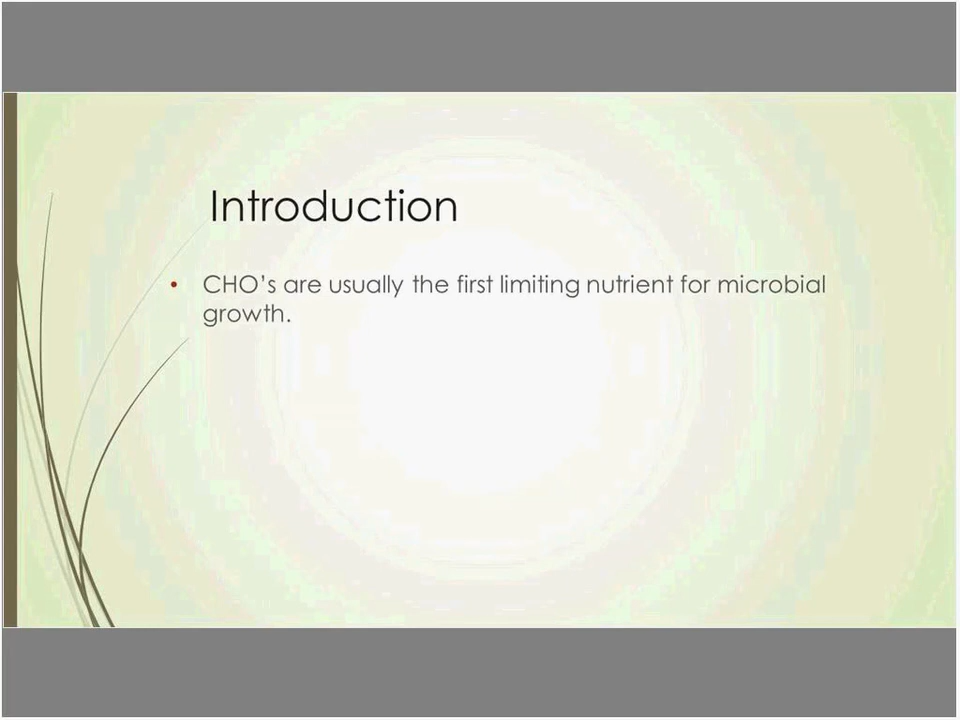 Introduction
• CHO’s are usually the first limiting nutrient for microbial
growth.